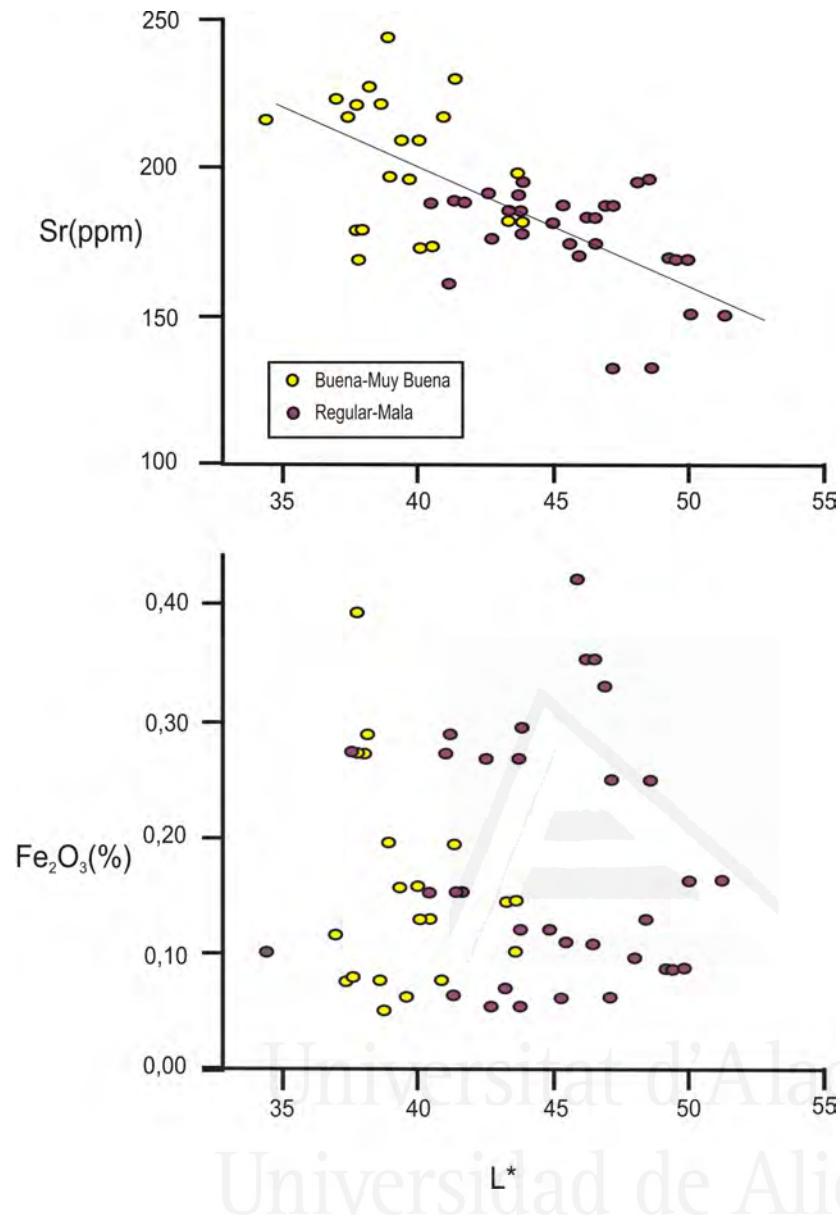 250
200
Sr(ppm)
150
Buena-Muy Buena
Regular-Mala
100
35 40 45 50 55
0,40
0,30
0,20
Fe₂O₃(%)
0,10
0,00
Universitat d'Ala
35 40 45 50 55
L*
Universidad de Alic